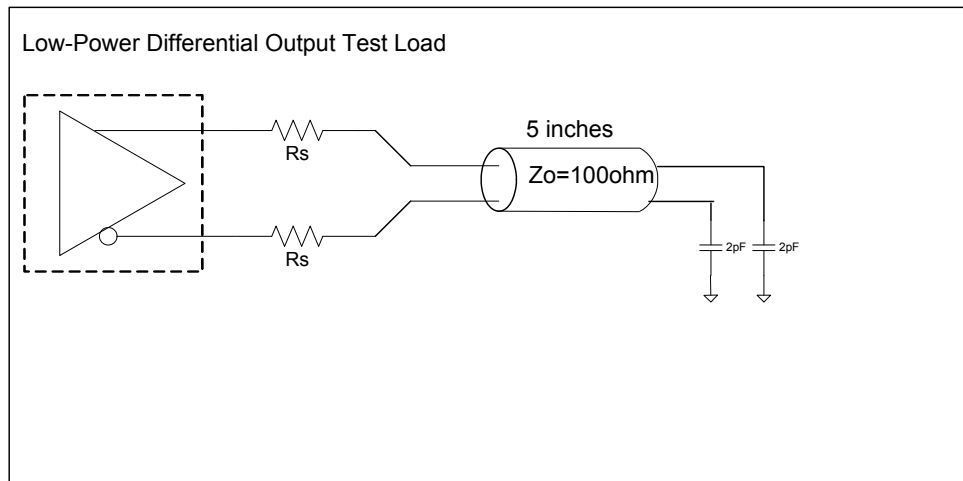 Low-Power Differential Output Test Load
Rs
5 inches
Zo=100ohm
Rs
2pF
2pF